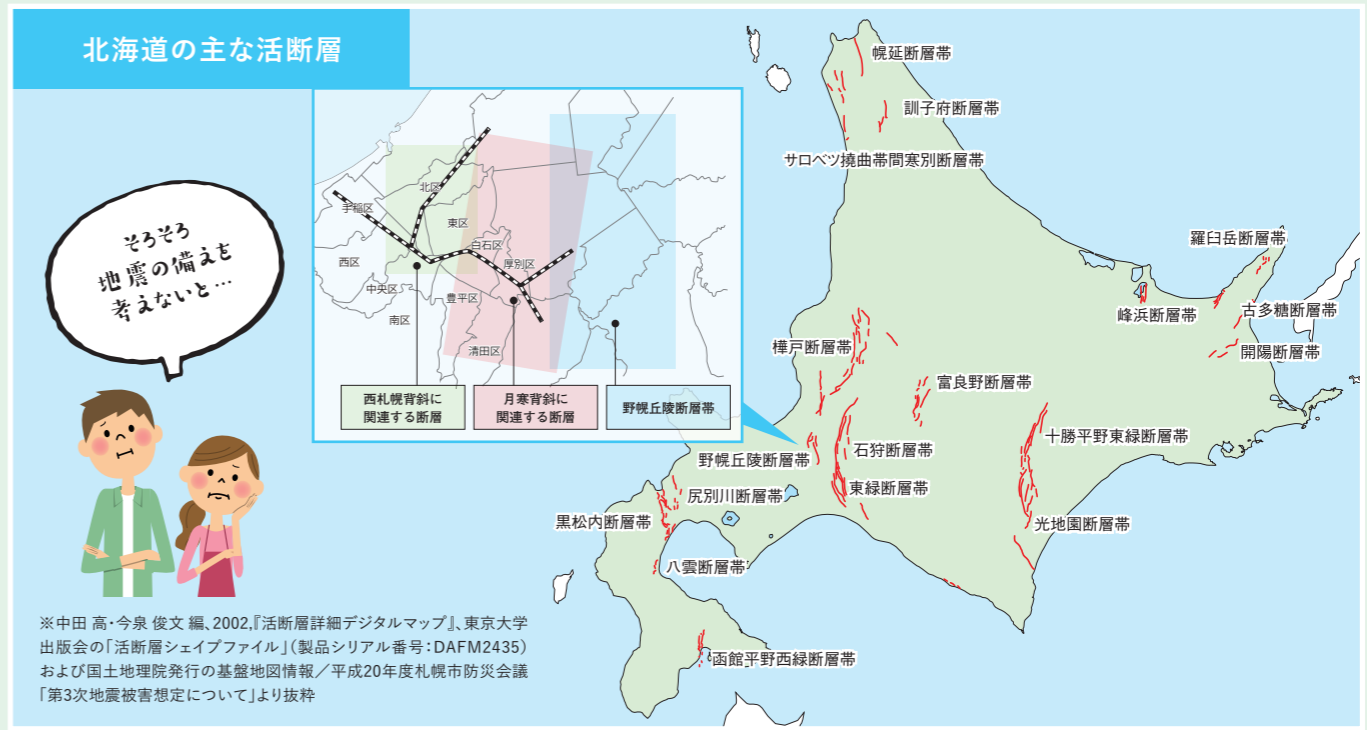 北海道の主な活断層
幌延断層帯
訓子府断層帯
サロベツ撓曲帯間寒別断層帯
羅臼岳断層帯
峰浜断層帯
古多糖断層帯
開陽断層帯
樺戸断層帯
富良野断層帯
十勝平野東緑断層帯
石狩断層帯
野幌丘陵断層帯
東緑断層帯
尻別川断層帯
黒松内断層帯
光地園断層帯
八雲断層帯
函館平野西緑断層帯
北区
手稲区
東区
白石区
西区
厚別区
中央区
豊平区
南区
清田区
西札幌背斜に
関連する断層
月寒背斜に
関連する断層
野幌丘陵断層帯
そろそろ
地震の備えを
考えないと…
※中田 高・今泉 俊文 編、2002,『活断層詳細デジタルマップ』、東京大学
出版会の「活断層シェイプファイル」(製品シリアル番号:DAFM2435)
および国土地理院発行の基盤地図情報／平成20年度札幌市防災会議
「第3次地震被害想定について」より抜粋